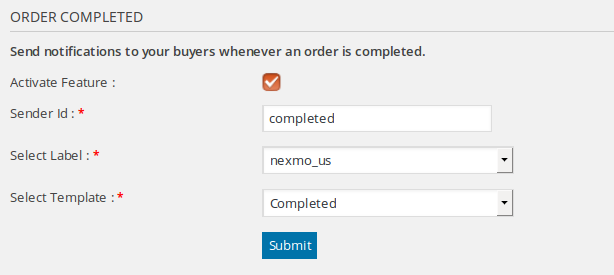 ORDER COMPLETED
Send notifications to your buyers whenever an order is completed.
Activate Feature :
Sender Id : * completed
Select Label : * nexmo_us
Select Template : * Completed
Submit